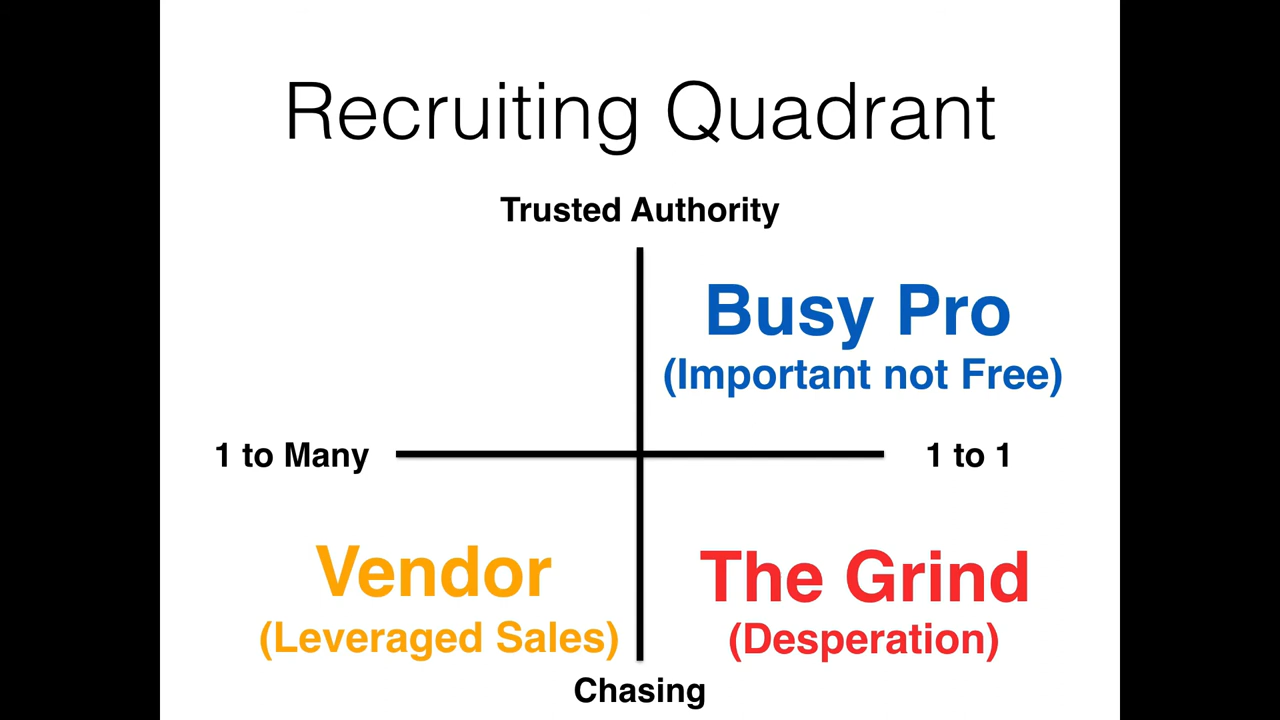 Recruiting Quadrant
Trusted Authority
Busy Pro
(Important not Free)
1 to Many
1 to 1
Vendor
(Leveraged Sales)
The Grind
(Desperation)
Chasing